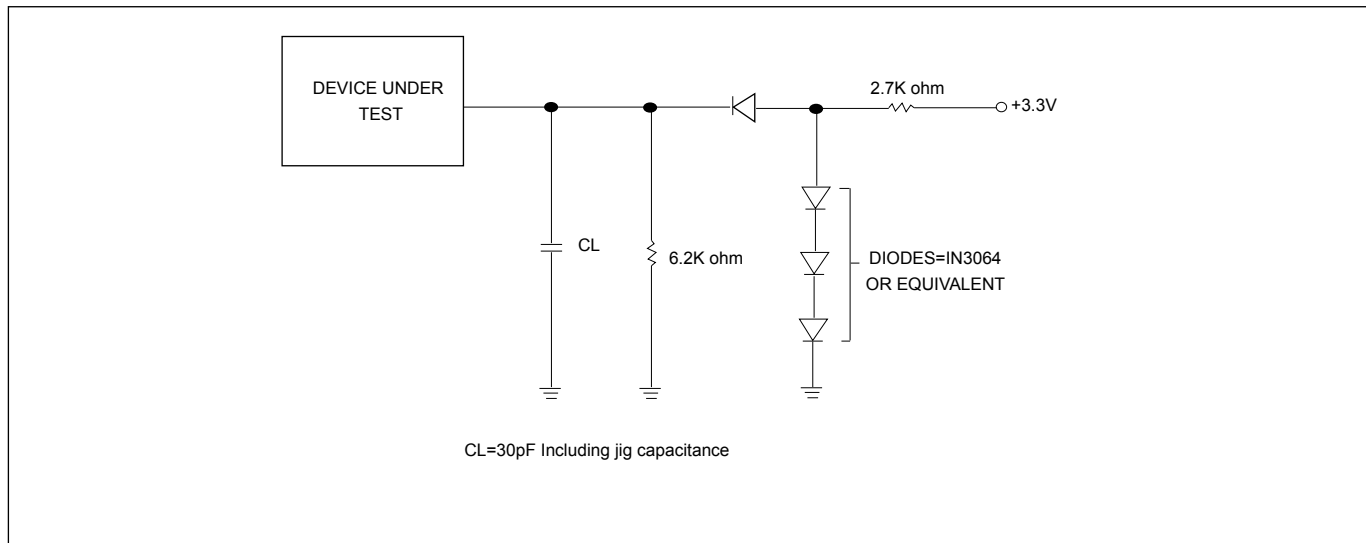 DEVICE UNDER
TEST
2.7K ohm
+3.3V
CL
6.2K ohm
DIODES=IN3064
OR EQUIVALENT
CL=30pF Including jig capacitance